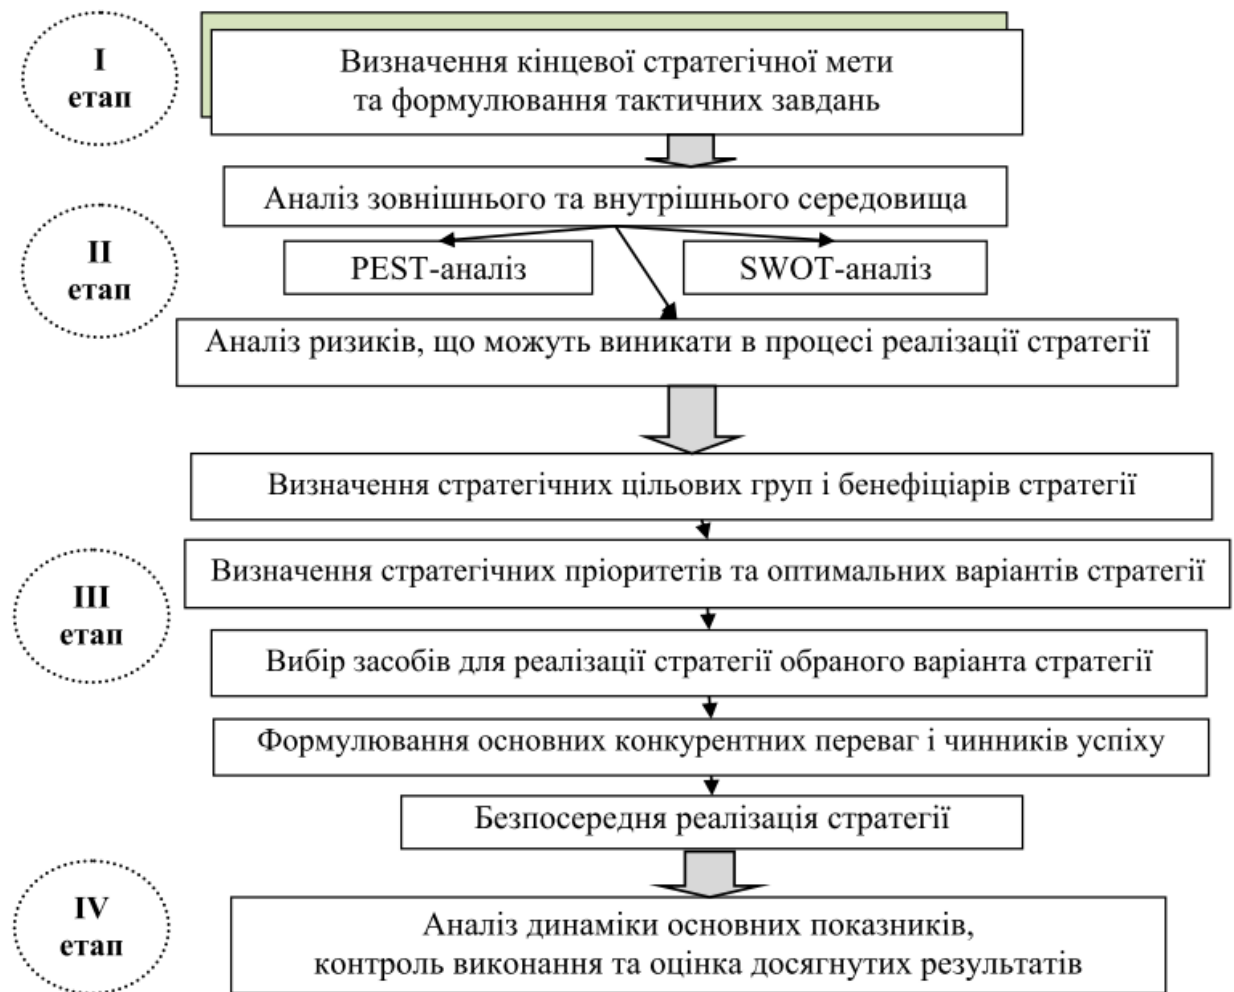 I
етап
Визначення кінцевої стратегічної мети
та формулювання тактичних завдань
Аналіз зовнішнього та внутрішнього середовища
II
етап
PEST-аналіз
SWOT-аналіз
Аналіз ризиків, що можуть виникати в процесі реалізації стратегії
Визначення стратегічних цільових груп і бенефіціарів стратегії
III
етап
Визначення стратегічних пріоритетів та оптимальних варіантів стратегії
Вибір засобів для реалізації стратегії обраного варіанта стратегії
Формулювання основних конкурентних переваг і чинників успіху
Безпосередня реалізація стратегії
IV
етап
Аналіз динаміки основних показників,
контроль виконання та оцінка досягнутих результатів